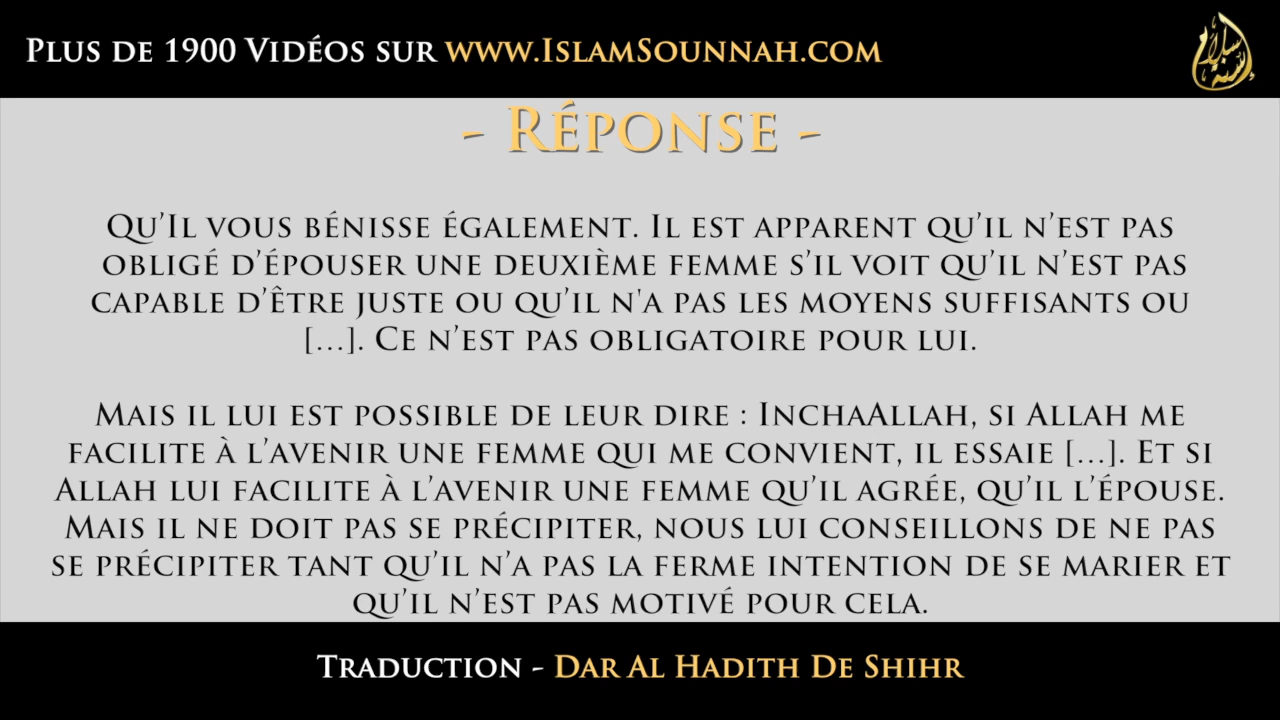 Plus de 1900 Vidéos sur www.IslamSounnah.com
- Réponse -
Qu’Il vous bénisse également. Il est apparent qu’il n’est pas
obligé d’épouser une deuxième femme s’il voit qu’il n’est pas
capable d’être juste ou qu’il n'a pas les moyens suffisants ou
[...]. Ce n’est pas obligatoire pour lui.
Mais il lui est possible de leur dire : InchaAllah, si Allah me
facilite à l’avenir une femme qui me convient, il essaie [...]. Et si
Allah lui facilite à l’avenir une femme qu’il agrée, qu’il l’épouse.
Mais il ne doit pas se précipiter, nous lui conseillons de ne pas
se précipiter tant qu’il n’a pas la ferme intention de se marier et
qu’il n’est pas motivé pour cela.
Traduction - Dar Al Hadith De Shihr